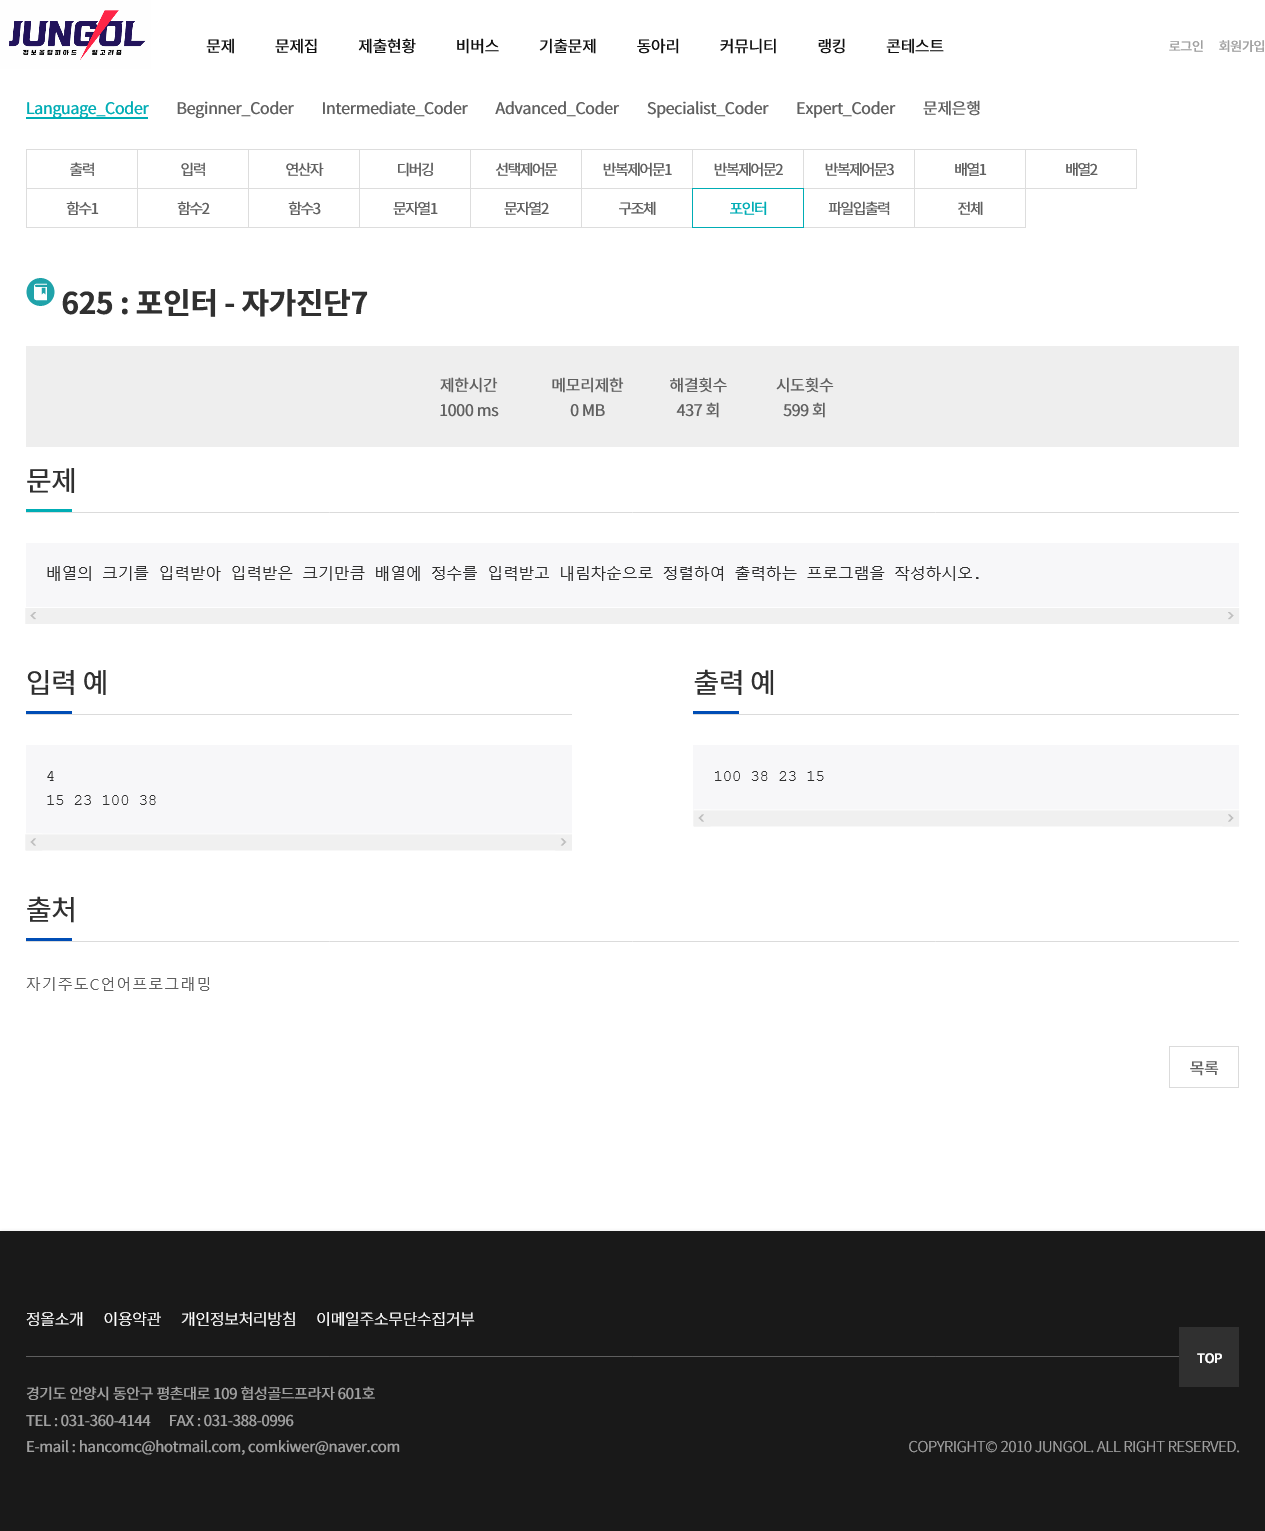 JUNGOL
정보올림피아드 알고리즘
문제 문제집 제출현황 비버스 기출문제 동아리 커뮤니티 랭킹 콘테스트 로그인 회원가입
Language_Coder Beginner_Coder Intermediate_Coder Advanced_Coder Specialist_Coder Expert_Coder 문제은행
출력 입력 연산자 디버깅 선택제어문 반복제어문1 반복제어문2 반복제어문3 배열1 배열2
함수1 함수2 함수3 문자열1 문자열2 구조체 포인터 파일입출력 전체
625 : 포인터 - 자가진단7
제한시간 메모리제한 해결횟수 시도횟수
1000 ms 0 MB 437 회 599 회
문제
배열의 크기를 입력받아 입력받은 크기만큼 배열에 정수를 입력받고 내림차순으로 정렬하여 출력하는 프로그램을 작성하시오.
입력 예
4
15 23 100 38
출력 예
100 38 23 15
출처
자기주도C언어프로그래밍
목록
정올소개 이용약관 개인정보처리방침 이메일주소무단수집거부
TOP
경기도 안양시 동안구 평촌대로 109 협성골드프라자 601호
TEL : 031-360-4144 FAX : 031-388-0996
E-mail : hancomc@hotmail.com, comkiwer@naver.com
COPYRIGHT© 2010 JUNGOL. ALL RIGHT RESERVED.